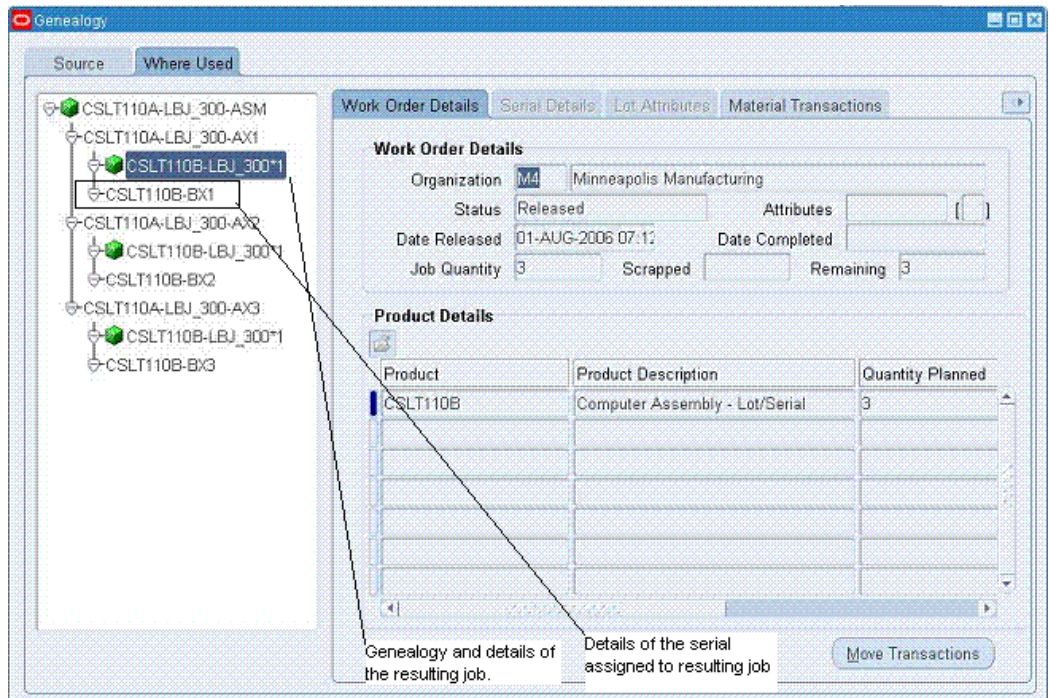 Genealogy
Source Where Used
CSLT110A-LBJ_300-ASM
CSLT110A-LBJ_300-AX1
CSLT110B-LBJ_300*1
CSLT110B-BX1
CSLT110A-LBJ_300-AX2
CSLT110B-LBJ_300*1
CSLT110B-BX2
CSLT110A-LBJ_300-AX3
CSLT110B-LBJ_300*1
CSLT110B-BX3
Work Order Details Serial Details Lot Attributes Material Transactions
Work Order Details
Organization M4 Minneapolis Manufacturing
Status Released Attributes [ ]
Date Released 01-AUG-2006 07:12 Date Completed
Job Quantity 3 Scrapped Remaining 3
Product Details
Product Product Description Quantity Planned
CSLT110B Computer Assembly - Lot/Serial 3
Genealogy and details of
the resulting job.
Details of the serial
assigned to resulting job
Move Transactions